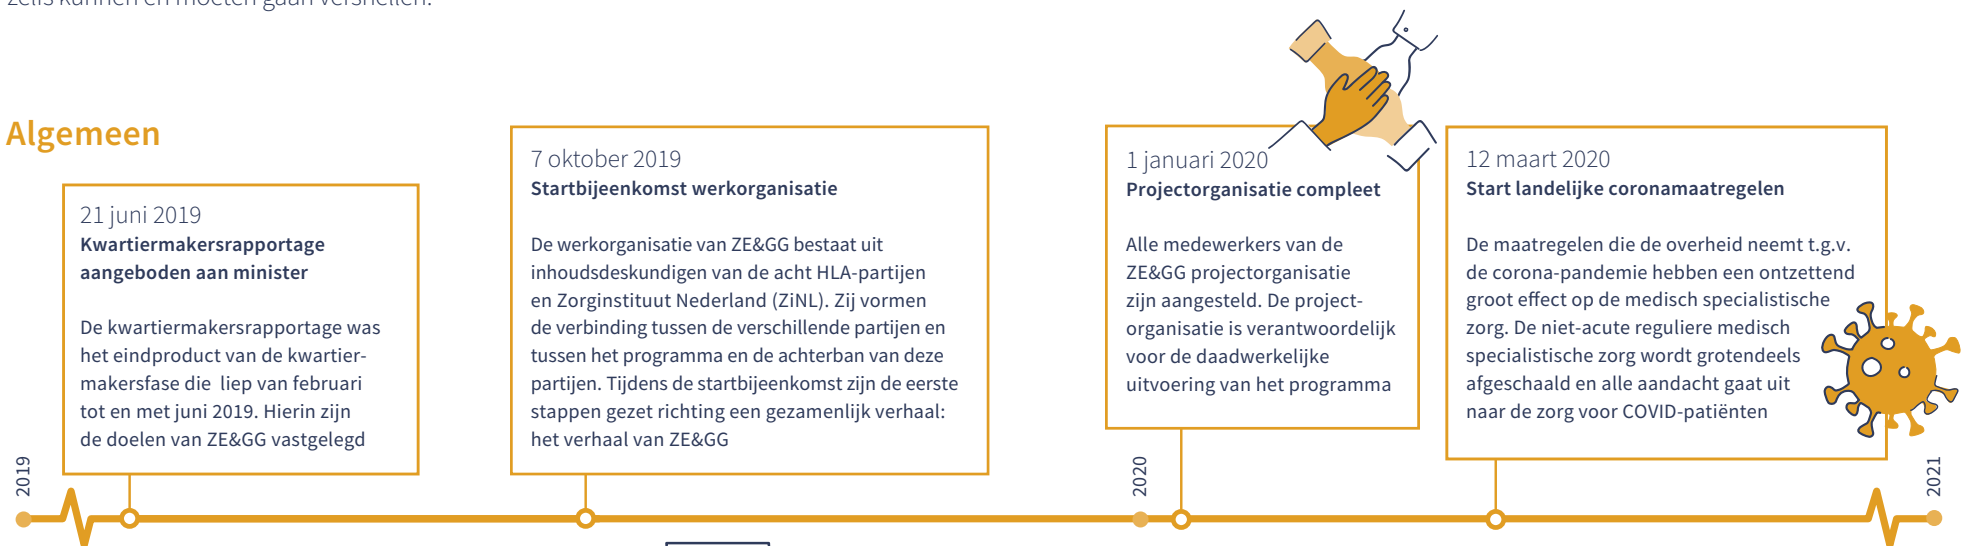 zelfs kunnen en moeten gaan versnellen.
Algemeen
21 juni 2019
Kwartiermakersrapportage
aangeboden aan minister
De kwartiermakersrapportage was
het eindproduct van de kwartier-
makersfase die liep van februari
tot en met juni 2019. Hierin zijn
de doelen van ZE&GG vastgelegd
7 oktober 2019
Startbijeenkomst werkorganisatie
De werkorganisatie van ZE&GG bestaat uit
inhoudsdeskundigen van de acht HLA-partijen
en Zorginstituut Nederland (ZiNL). Zij vormen
de verbinding tussen de verschillende partijen en
tussen het programma en de achterban van deze
partijen. Tijdens de startbijeenkomst zijn de eerste
stappen gezet richting een gezamenlijk verhaal:
het verhaal van ZE&GG
1 januari 2020
Projectorganisatie compleet
Alle medewerkers van de
ZE&GG projectorganisatie
zijn aangesteld. De project-
organisatie is verantwoordelijk
voor de daadwerkelijke
uitvoering van het programma
12 maart 2020
Start landelijke coronamaatregelen
De maatregelen die de overheid neemt t.g.v.
de corona-pandemie hebben een ontzettend
groot effect op de medisch specialistische
zorg. De niet-acute reguliere medisch
specialistische zorg wordt grotendeels
afgeschaald en alle aandacht gaat uit
naar de zorg voor COVID-patiënten
2019
2020
2021